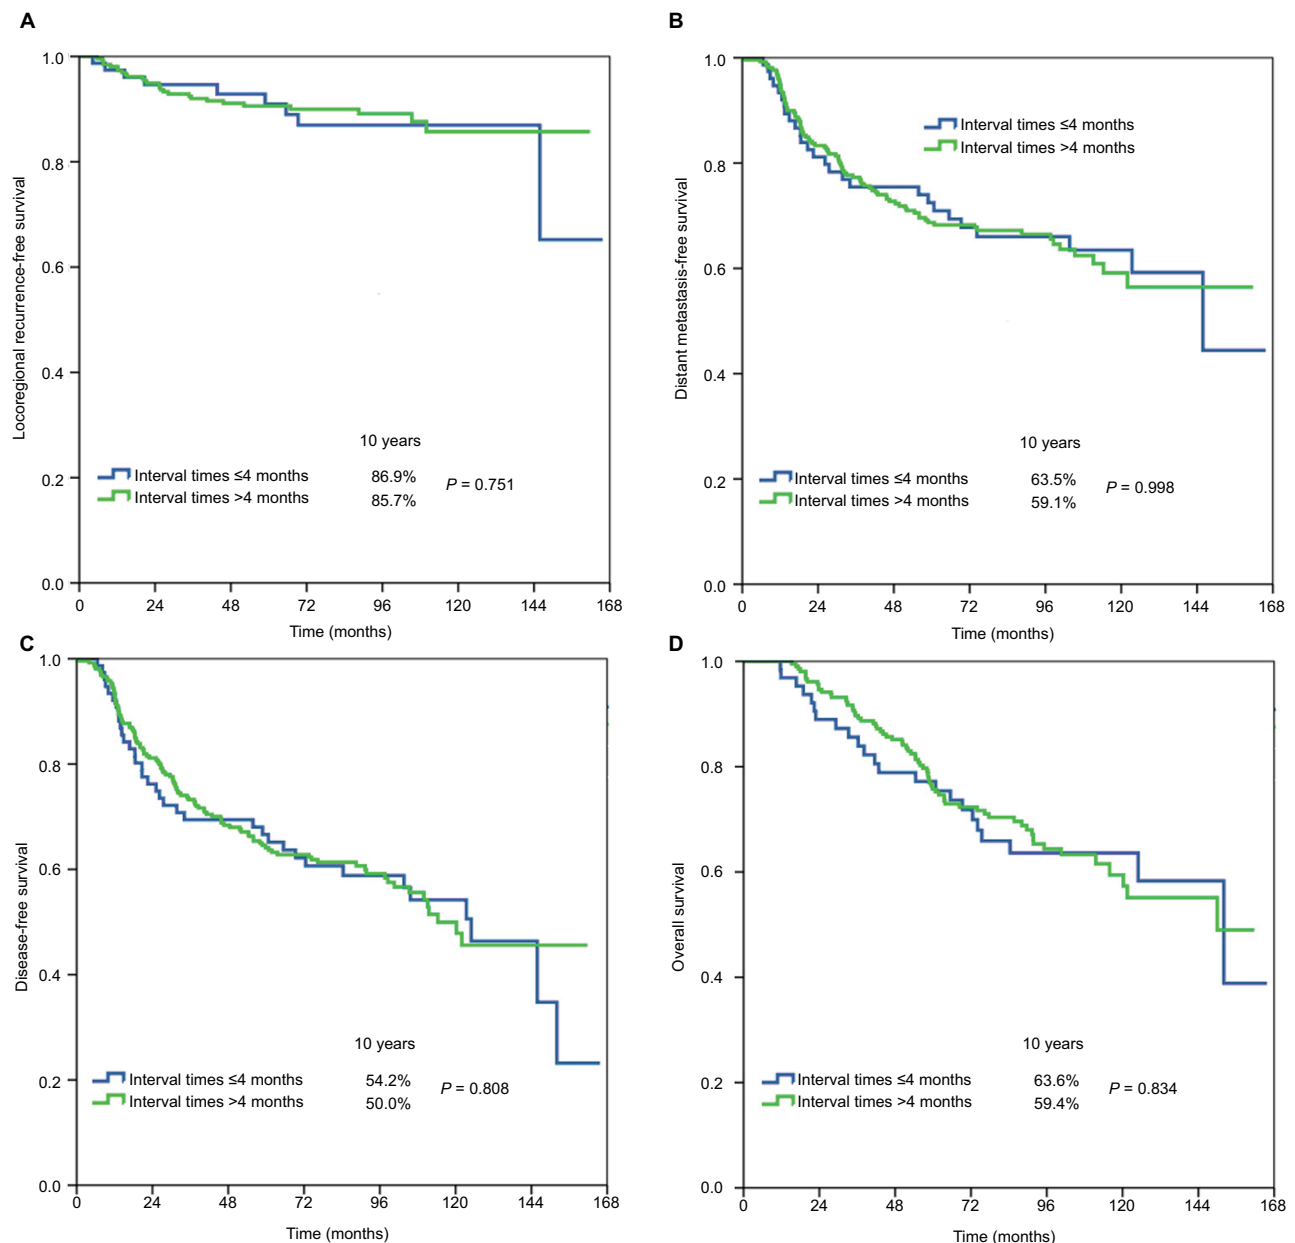 A
1.0
0.8
0.6
0.4
0.2
0.0
Locoregional recurrence-free survival
10 years
Interval times ≤4 months 86.9%
Interval times >4 months 85.7%
P = 0.751
0 24 48 72 96 120 144 168
Time (months)
B
1.0
0.8
0.6
0.4
0.2
0.0
Distant metastasis-free survival
Interval times ≤4 months
Interval times >4 months
10 years
Interval times ≤4 months 63.5%
Interval times >4 months 59.1%
P = 0.998
0 24 48 72 96 120 144 168
Time (months)
C
1.0
0.8
0.6
0.4
0.2
0.0
Disease-free survival
10 years
Interval times ≤4 months 54.2%
Interval times >4 months 50.0%
P = 0.808
0 24 48 72 96 120 144 168
Time (months)
D
1.0
0.8
0.6
0.4
0.2
0.0
Overall survival
10 years
Interval times ≤4 months 63.6%
Interval times >4 months 59.4%
P = 0.834
0 24 48 72 96 120 144 168
Time (months)